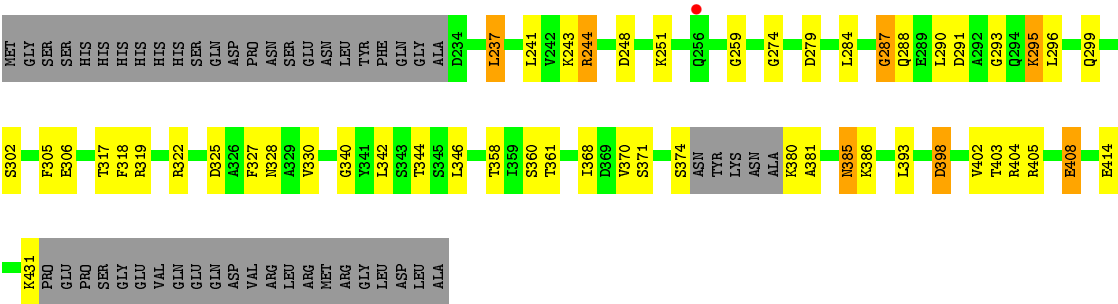 MET GLY SER SER HIS HIS HIS HIS HIS HIS SER GLN ASP PRO ASN SER GLU ASN LEU TYR PHE GLN GLY ALA D234 L237 L241 V242 K243 R244 D248 K251 Q256 G259 G274 D279 L284 G287 Q288 E289 L290 D291 A292 G293 Q294 K295 L296 Q299
S302 F305 E306 T317 F318 R319 R322 D325 A326 F327 N328 A329 V330 G340 Y341 L342 S343 T344 S345 L346 T358 I359 S360 T361 I368 D369 V370 S371 S374 ASN TYR LYS ASN ALA K380 A381 N385 K386 L393 D398 V402 T403 R404 R405 E408 E414
K431 PRO GLU PRO SER GLY GLU VAL GLN GLU GLN ASP VAL ARG LEU ARG MET ARG GLY LEU ASP LEU ALA